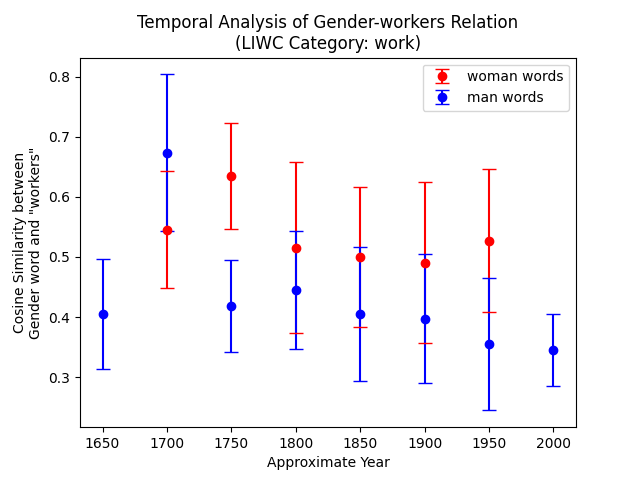 Temporal Analysis of Gender-workers Relation
(LIWC Category: work)
woman words
man words
Cosine Similarity between
Gender word and "workers"
0.8
0.7
0.6
0.5
0.4
0.3
1650 1700 1750 1800 1850 1900 1950 2000
Approximate Year